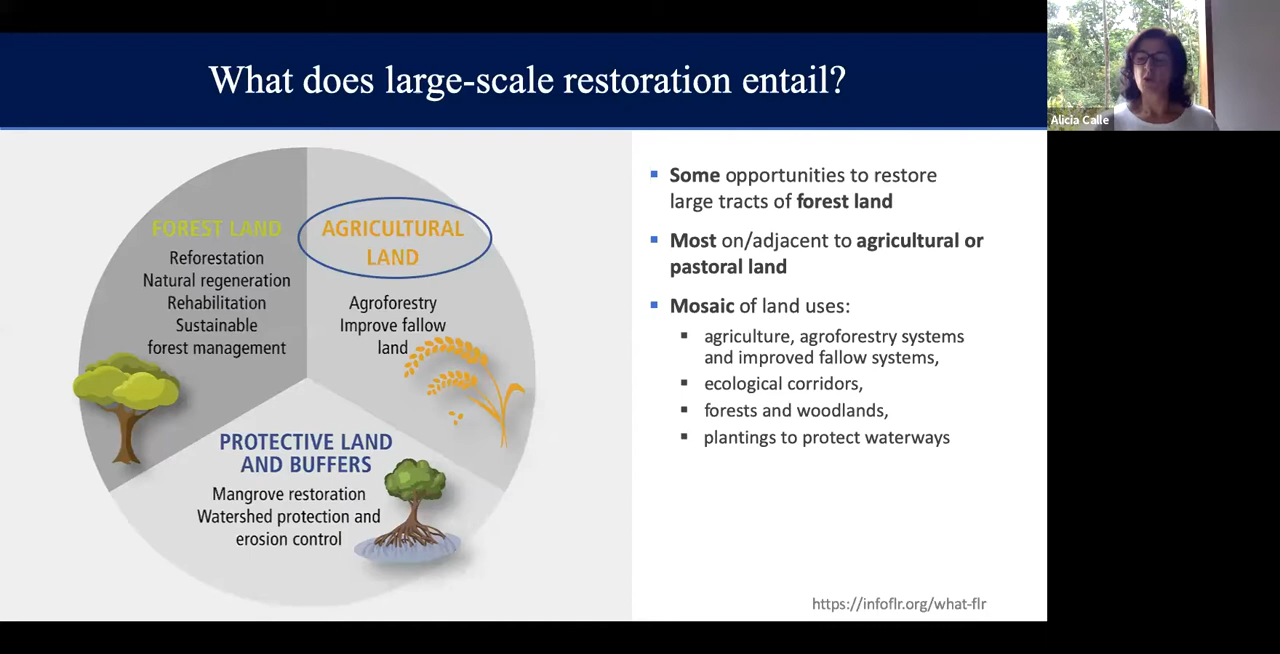 What does large-scale restoration entail?
Alicia Calle
FOREST LAND
Reforestation
Natural regeneration
Rehabilitation
Sustainable
forest management
AGRICULTURAL
LAND
Agroforestry
Improve fallow
land
PROTECTIVE LAND
AND BUFFERS
Mangrove restoration
Watershed protection and
erosion control
Some opportunities to restore
large tracts of forest land
Most on/adjacent to agricultural or
pastoral land
Mosaic of land uses:
agriculture, agroforestry systems
and improved fallow systems,
ecological corridors,
forests and woodlands,
plantings to protect waterways
https://infoflr.org/what-flr